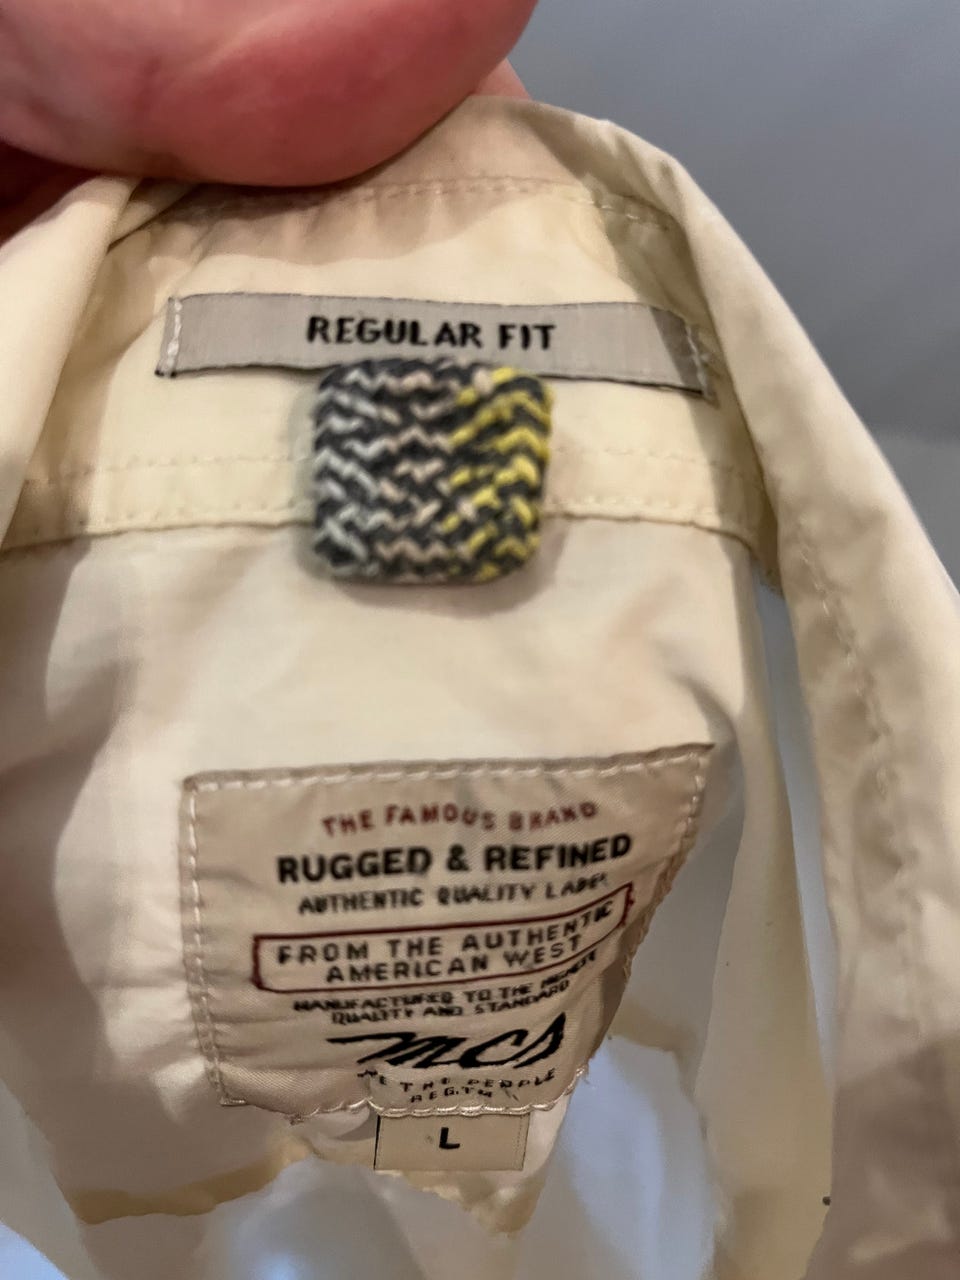 REGULAR FIT
THE FAMOUS BRAND
RUGGED & REFINED
AUTHENTIC QUALITY LABEL
FROM THE AUTHENTIC
AMERICAN WEST
MANUFACTURED TO THE HIGHEST
QUALITY AND STANDARD
MCS
WE THE PEOPLE
REG.TM
L